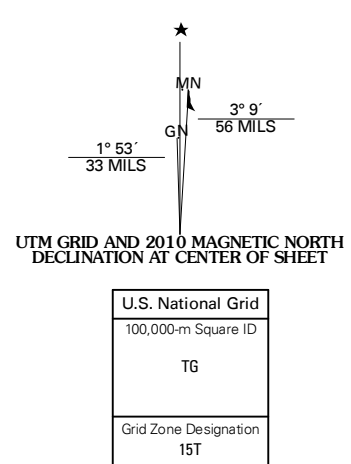 ★
MN
GN
3° 9´
56 MILS
1° 53´
33 MILS
UTM GRID AND 2010 MAGNETIC NORTH
DECLINATION AT CENTER OF SHEET
U.S. National Grid
100,000-m Square ID
TG
Grid Zone Designation
15T